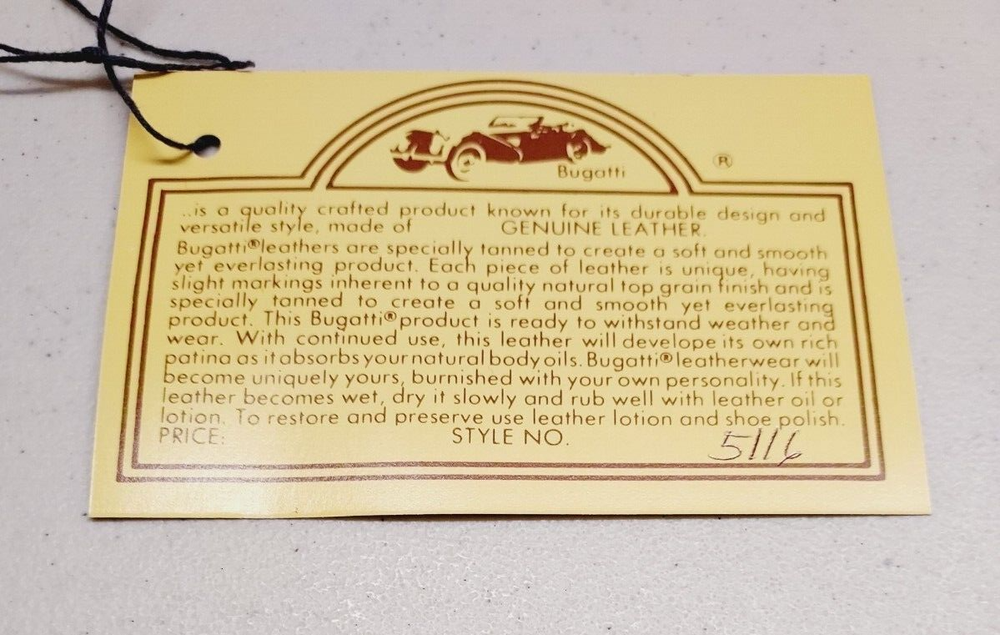 Bugatti
®
..is a quality crafted product known for its durable design and
versatile style, made of GENUINE LEATHER.
Bugatti®leathers are specially tanned to create a soft and smooth
yet everlasting product. Each piece of leather is unique, having
slight markings inherent to a quality natural top grain finish and is
specially tanned to create a soft and smooth yet everlasting
product. This Bugatti® product is ready to withstand weather and
wear. With continued use, this leather will develope its own rich
patina as it absorbs your natural body oils. Bugatti® leatherwear will
become uniquely yours, burnished with your own personality. If this
leather becomes wet, dry it slowly and rub well with leather oil or
lotion. To restore and preserve use leather lotion and shoe polish.
PRICE: STYLE NO. 5116